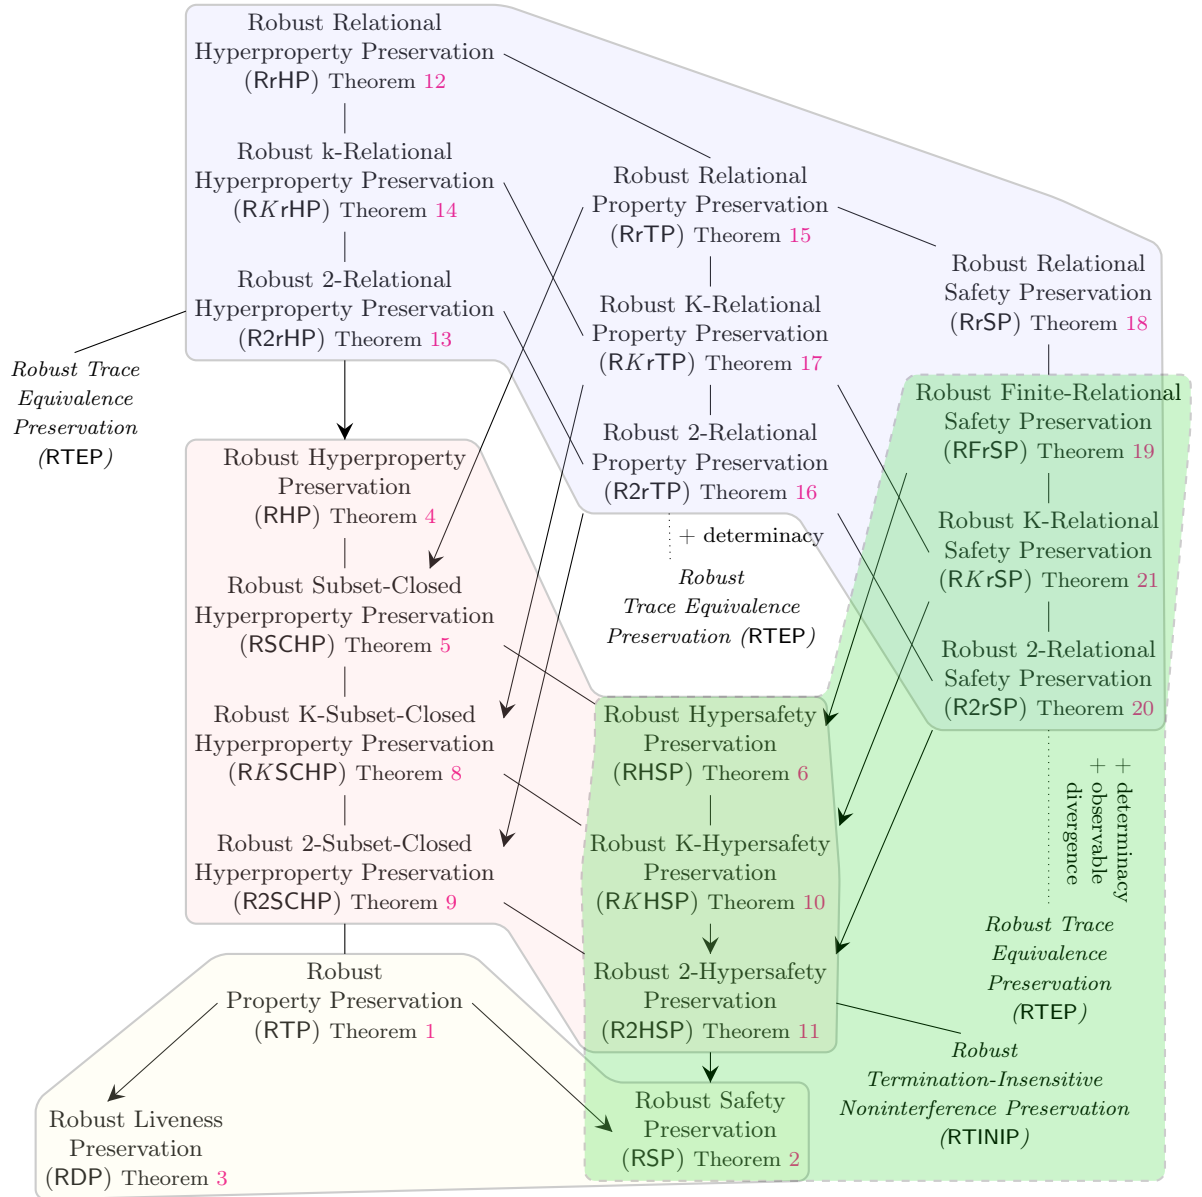 Robust Relational
Hyperproperty Preservation
(RrHP) Theorem 12
Robust k-Relational
Hyperproperty Preservation
(RKrHP) Theorem 14
Robust 2-Relational
Hyperproperty Preservation
(R2rHP) Theorem 13
Robust Relational
Property Preservation
(RrTP) Theorem 15
Robust K-Relational
Property Preservation
(RKrTP) Theorem 17
Robust 2-Relational
Property Preservation
(R2rTP) Theorem 16
Robust Relational
Safety Preservation
(RrSP) Theorem 18
Robust Finite-Relational
Safety Preservation
(RFrSP) Theorem 19
Robust K-Relational
Safety Preservation
(RKrSP) Theorem 21
Robust 2-Relational
Safety Preservation
(R2rSP) Theorem 20
Robust Trace
Equivalence
Preservation
(RTEP)
+ determinacy
Robust
Trace Equivalence
Preservation (RTEP)
Robust Hyperproperty
Preservation
(RHP) Theorem 4
Robust Subset-Closed
Hyperproperty Preservation
(RSCHP) Theorem 5
Robust K-Subset-Closed
Hyperproperty Preservation
(RKSCHP) Theorem 8
Robust 2-Subset-Closed
Hyperproperty Preservation
(R2SCHP) Theorem 9
Robust Hypersafety
Preservation
(RHSP) Theorem 6
Robust K-Hypersafety
Preservation
(RKHSP) Theorem 10
Robust 2-Hypersafety
Preservation
(R2HSP) Theorem 11
+ determinacy
+ observable
divergence
Robust Trace
Equivalence
Preservation
(RTEP)
Robust
Termination-Insensitive
Noninterference Preservation
(RTINIP)
Robust
Property Preservation
(RTP) Theorem 1
Robust Liveness
Preservation
(RDP) Theorem 3
Robust Safety
Preservation
(RSP) Theorem 2